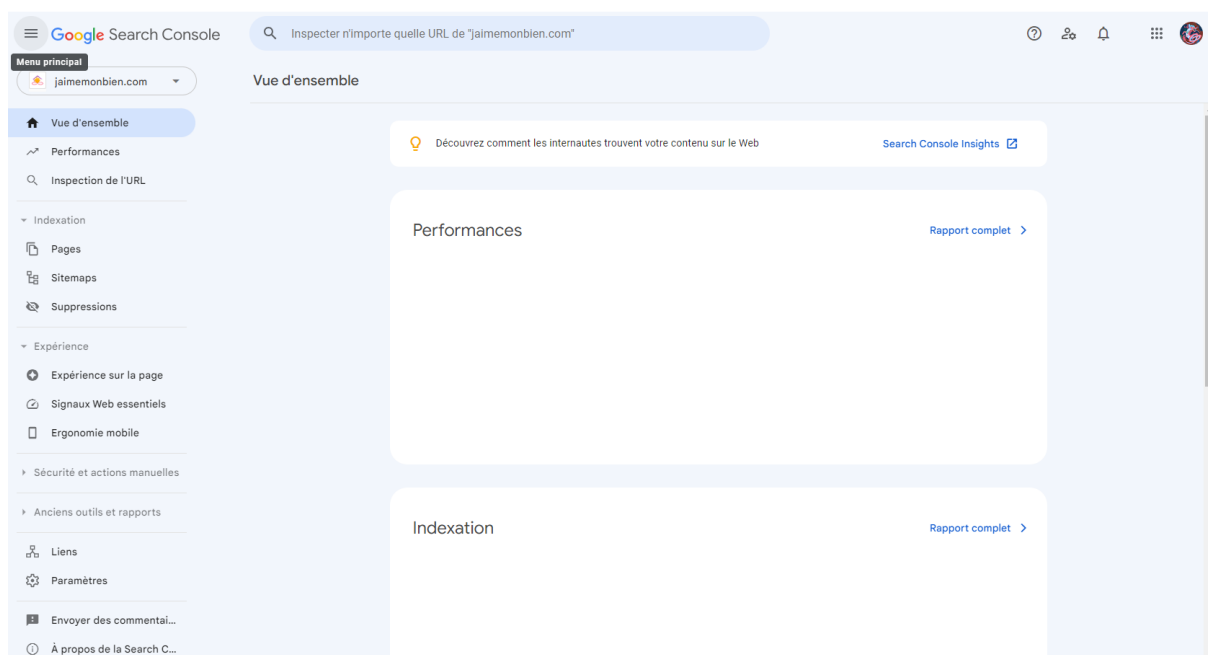 Google Search Console
Inspecter n'importe quelle URL de "jaimemonbien.com"
Menu principal
jaimemonbien.com
Vue d'ensemble
Vue d'ensemble
Performances
Inspection de l'URL
Indexation
Pages
Sitemaps
Suppressions
Expérience
Expérience sur la page
Signaux Web essentiels
Ergonomie mobile
Sécurité et actions manuelles
Anciens outils et rapports
Liens
Paramètres
Envoyer des commentai...
À propos de la Search C...
Découvrez comment les internautes trouvent votre contenu sur le Web
Search Console Insights
Performances
Rapport complet
Indexation
Rapport complet